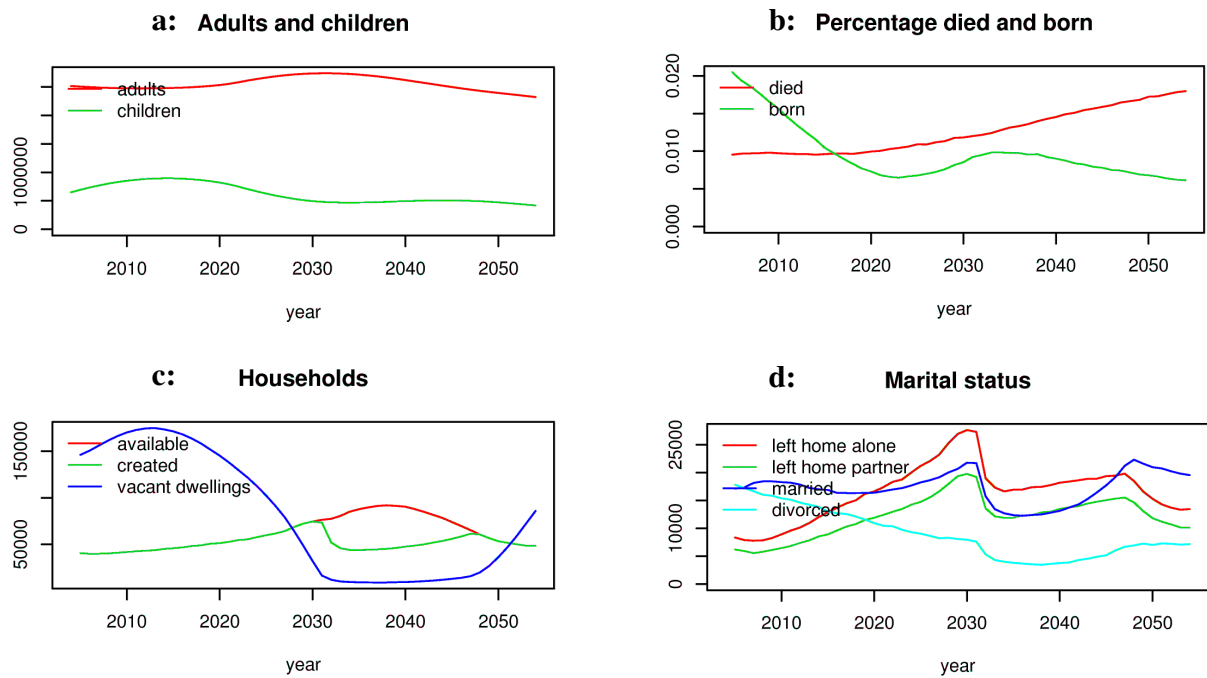 a: Adults and children
adults
children
0
1000000
2010
2020
2030
2040
2050
year
b: Percentage died and born
died
born
0.000
0.010
0.020
2010
2020
2030
2040
2050
year
c: Households
available
created
vacant dwellings
50000
150000
2010
2020
2030
2040
2050
year
d: Marital status
left home alone
left home partner
married
divorced
0
10000
25000
2010
2020
2030
2040
2050
year